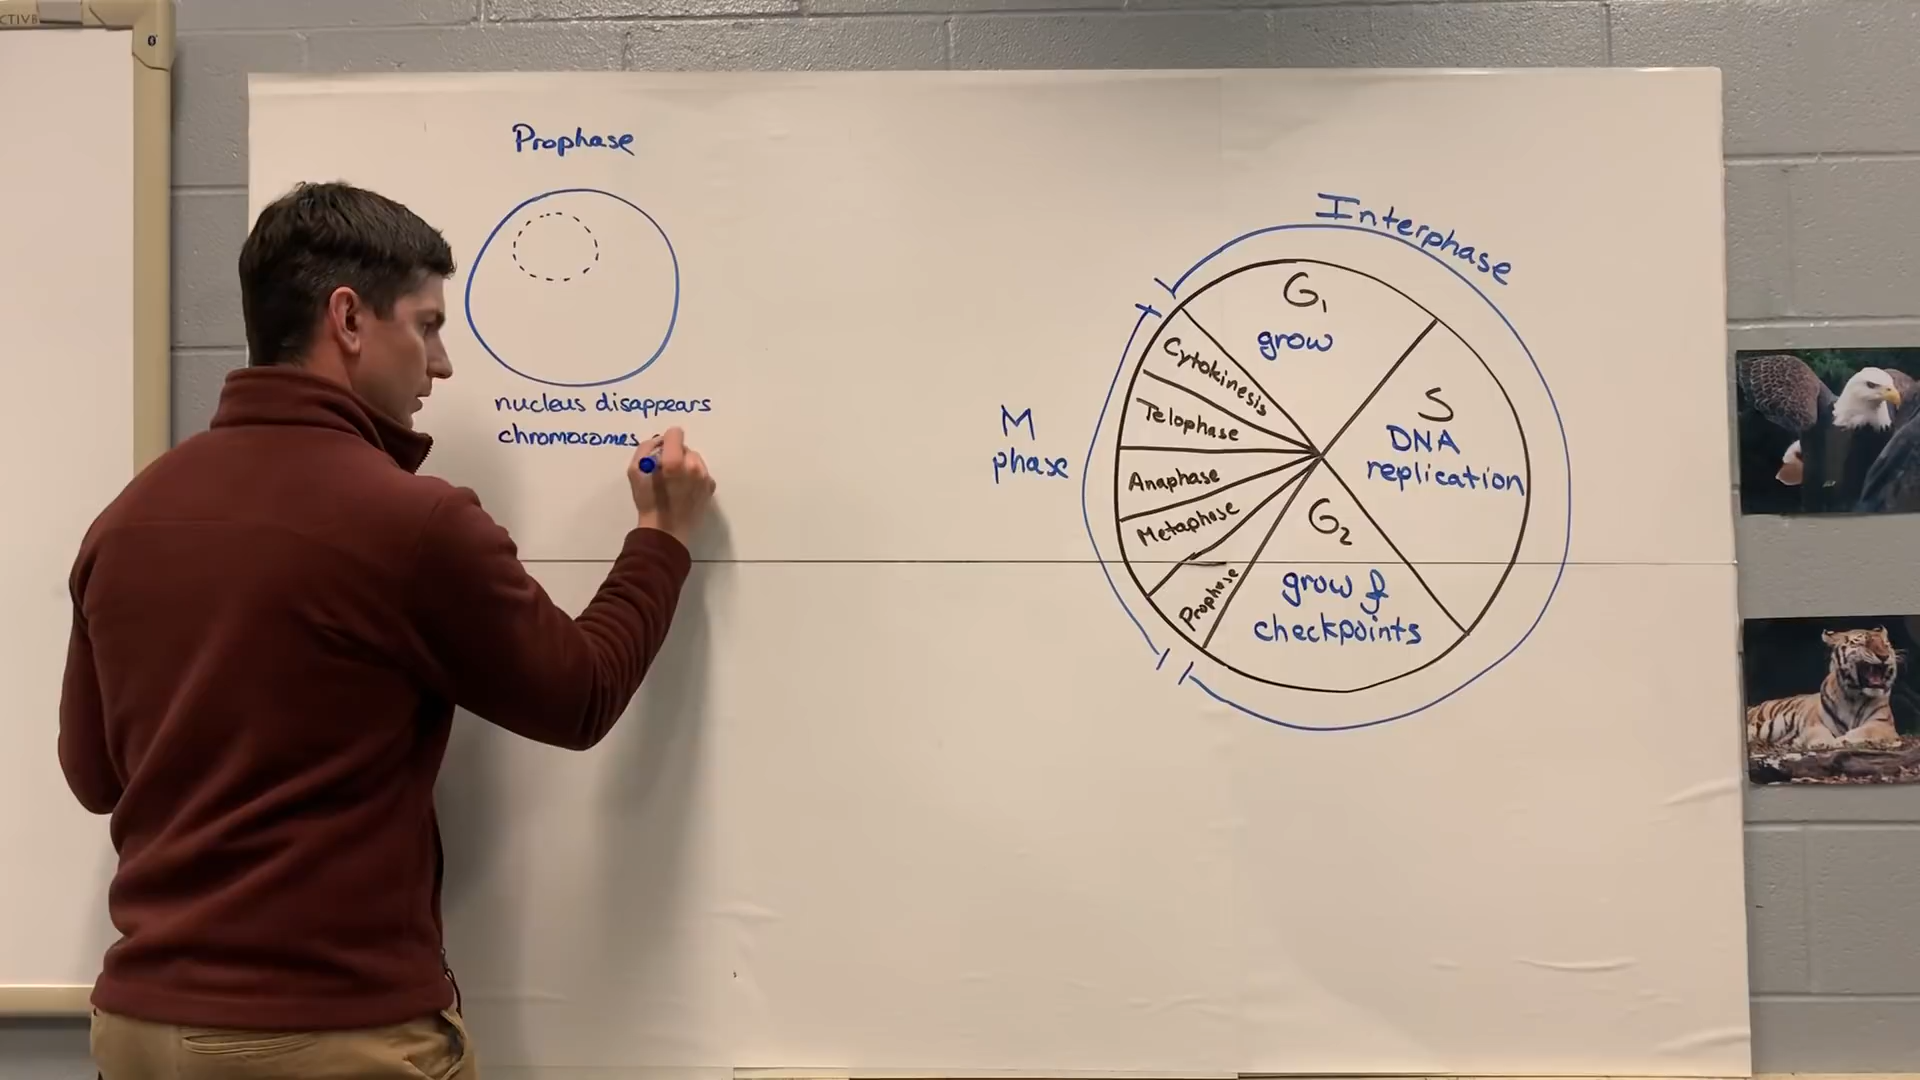 Prophase
nucleus disappears
chromosomes
Interphase
G1
grow
S
DNA
replication
G2
grow &
checkpoints
M
phase
Cytokinesis
Telophase
Anaphase
Metaphase
Prophase